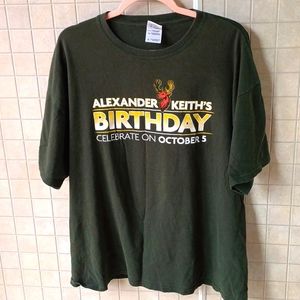 ALEXANDER KEITH'S
BIRTHDAY
CELEBRATE ON OCTOBER 5